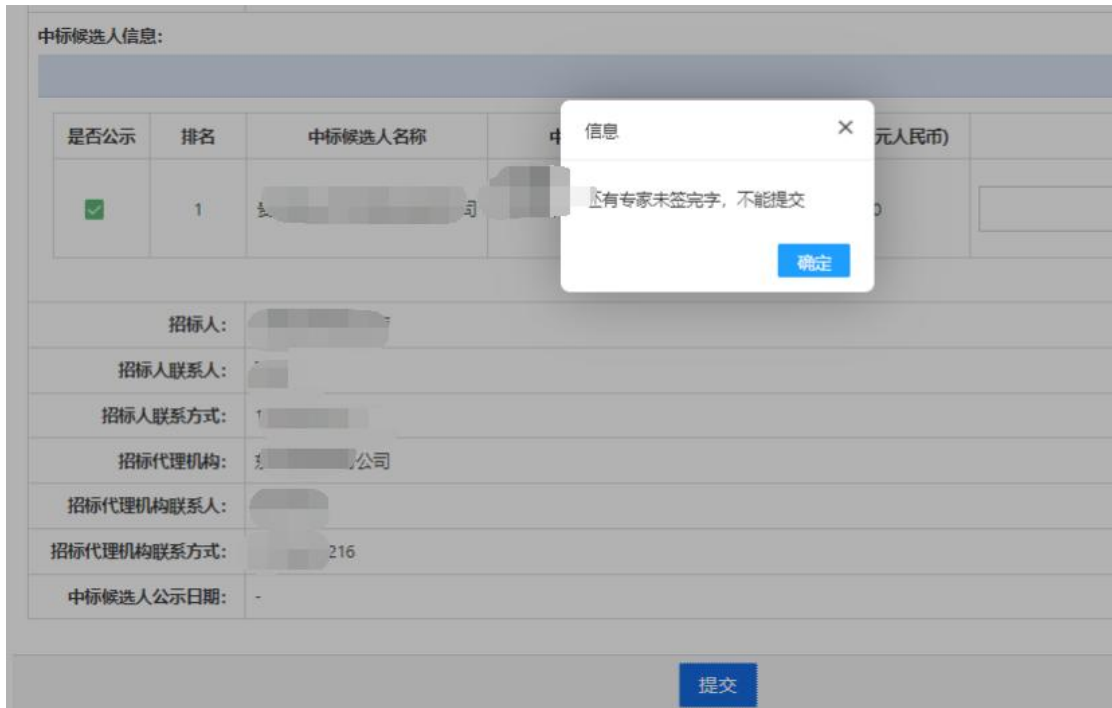 中标候选人信息:
是否公示 排名 中标候选人名称 中 元人民币)
信息
1 司 0
还有专家未签完字，不能提交
确定
招标人:
招标人联系人:
招标人联系方式: 1
招标代理机构: 公司
招标代理机构联系人:
招标代理机构联系方式: 216
中标候选人公示日期: -
提交